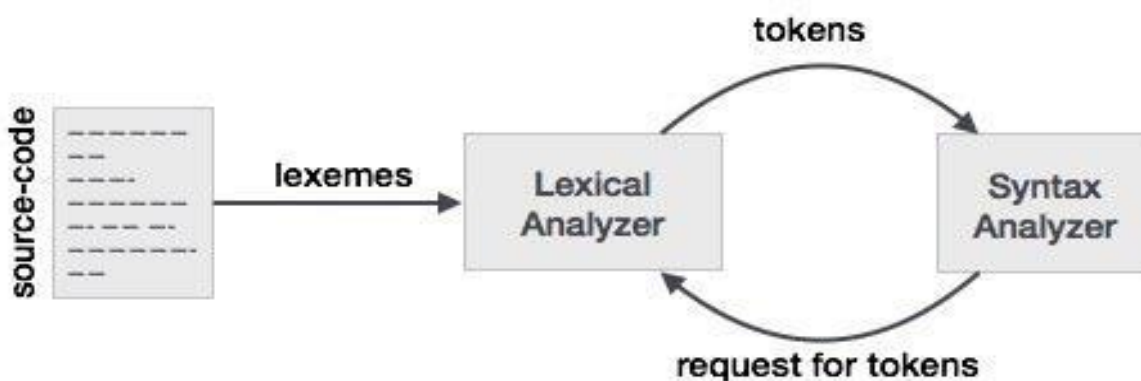 tokens
source-code
lexemes
Lexical
Analyzer
Syntax
Analyzer
request for tokens